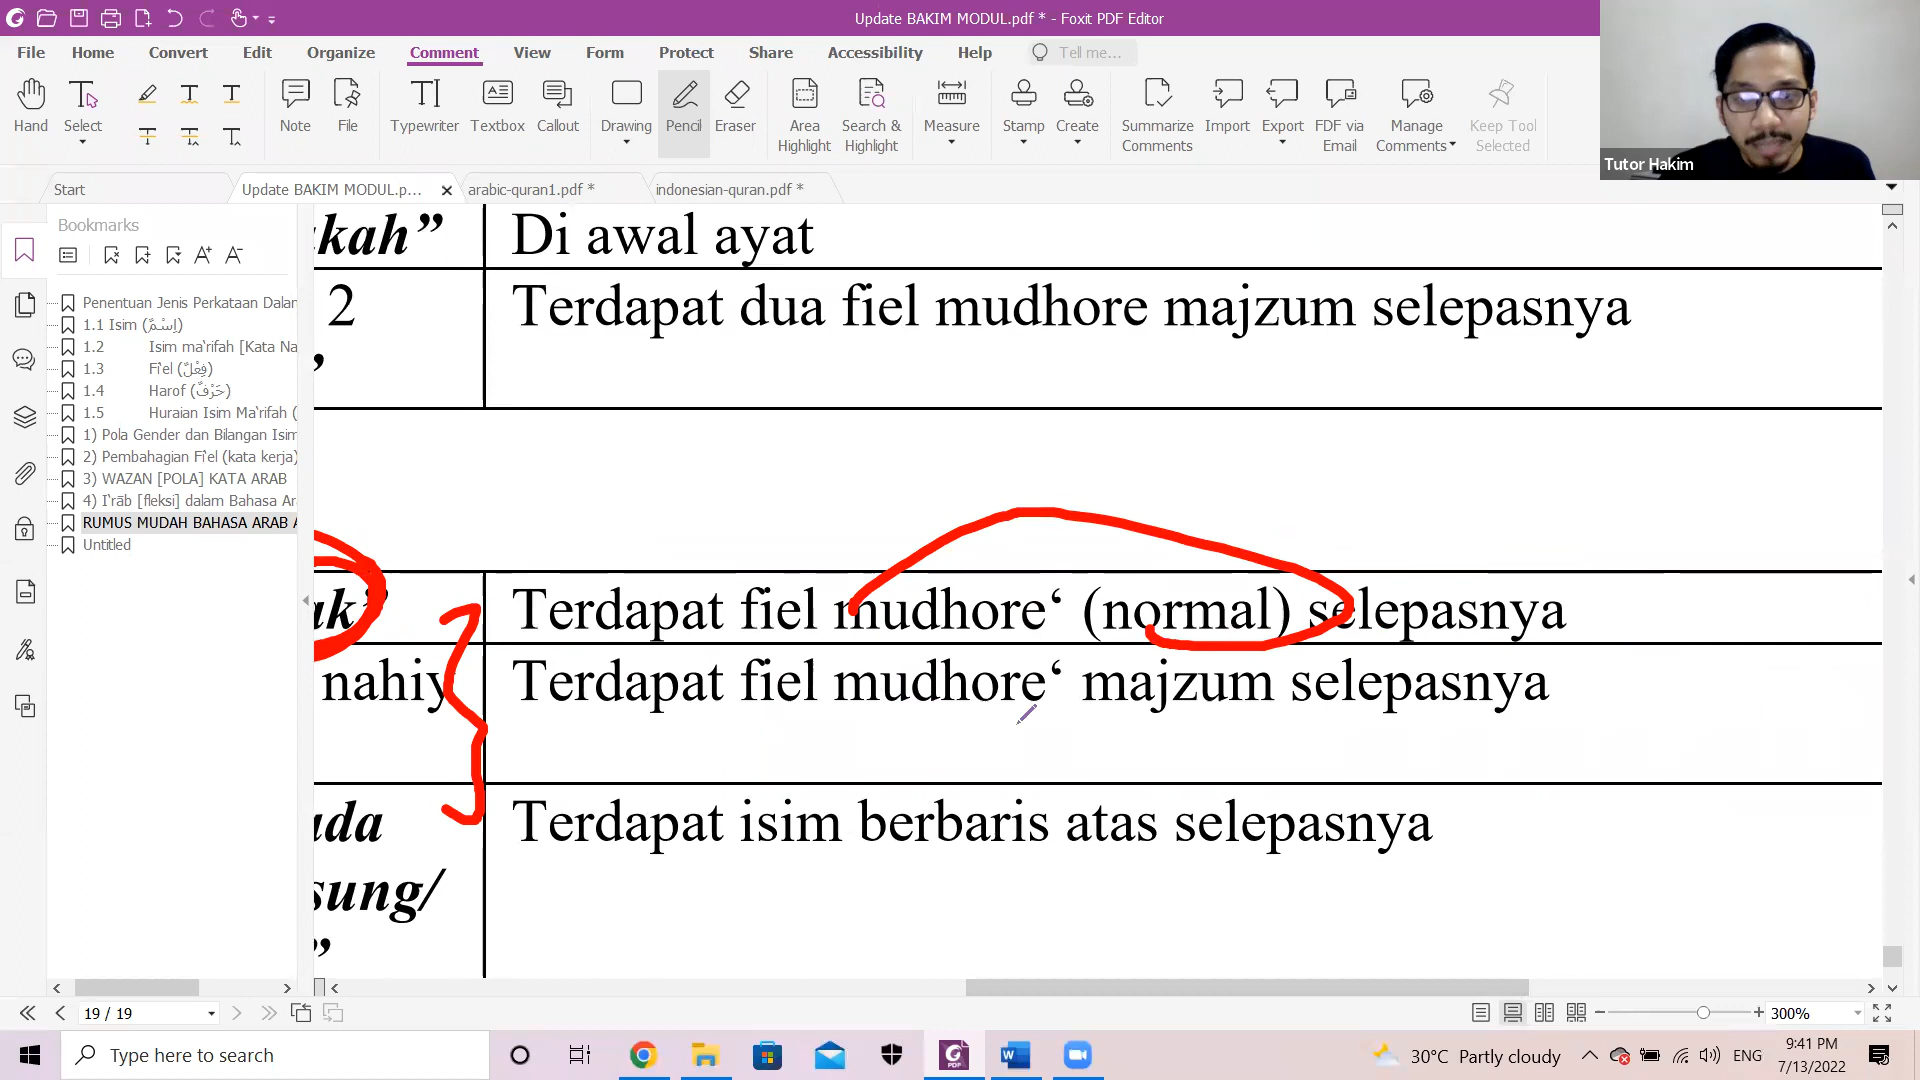 Update BAKIM MODUL.pdf * - Foxit PDF Editor
File Home Convert Edit Organize Comment View Form Protect Share Accessibility Help Tell me...
Hand Select Note File Typewriter Textbox Callout Drawing Pencil Eraser Area Highlight Search & Highlight Measure Stamp Create Summarize Comments Import Export FDF via Email Manage Comments Keep Tool Selected
Tutor Hakim
Start Update BAKIM MODUL.p... arabic-quran1.pdf * indonesian-quran.pdf *
Bookmarks
Penentuan Jenis Perkataan Dalan
1.1 Isim (اِسْمٌ)
1.2 Isim ma'rifah [Kata Na
1.3 Fi'el (فِعْلٌ)
1.4 Harof (حَرْفٌ)
1.5 Huraian Isim Ma'rifah (
1) Pola Gender dan Bilangan Isim
2) Pembahagian Fi'el (kata kerja)
3) WAZAN [POLA] KATA ARAB
4) I'rāb [fleksi] dalam Bahasa Ar
RUMUS MUDAH BAHASA ARAB A
Untitled
kah” Di awal ayat
2 Terdapat dua fiel mudhore majzum selepasnya
”
ak” Terdapat fiel mudhore‘ (normal) selepasnya
nahiy Terdapat fiel mudhore‘ majzum selepasnya
ada Terdapat isim berbaris atas selepasnya
sung/
”
19 / 19 300%
Type here to search 30°C Partly cloudy ENG 9:41 PM
7/13/2022